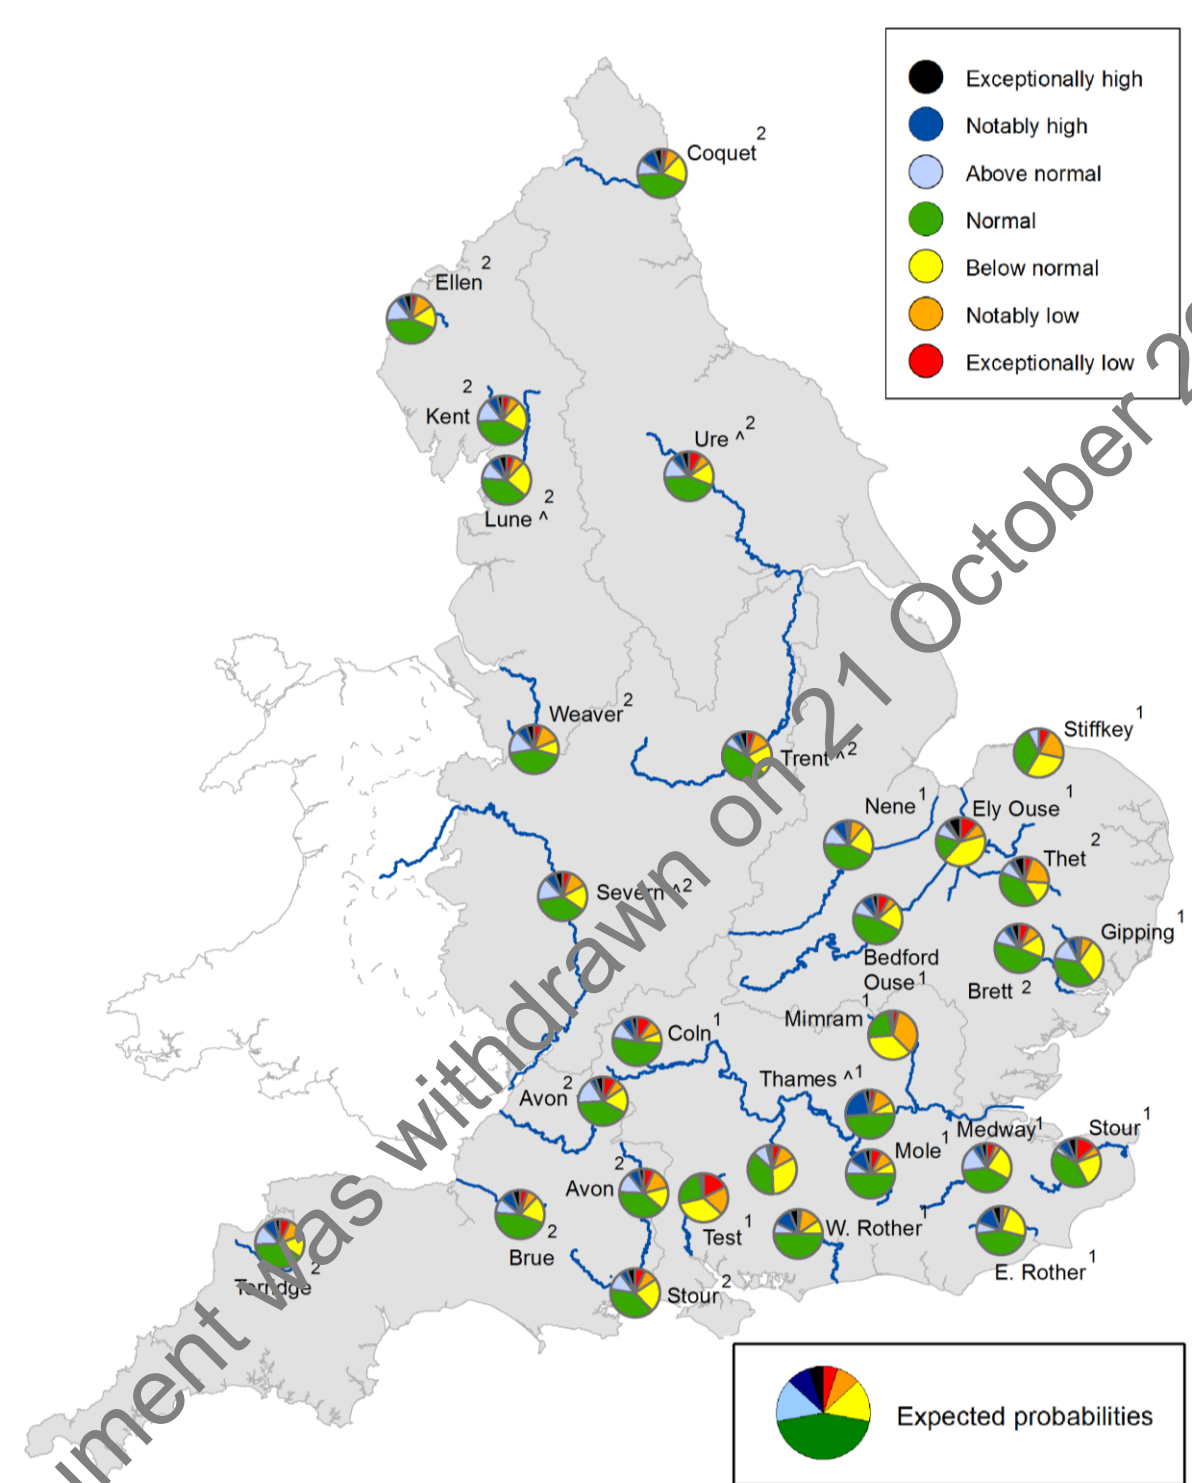 Exceptionally high
Notably high
Above normal
Normal
Below normal
Notably low
Exceptionally low
Coquet 2
Ellen 2
2
Kent
Ure ^ 2
Lune ^ 2
Weaver 2
Trent ^ 2
Stiffkey 1
Nene 1
Ely Ouse 1
Thet 2
Severn ^ 2
Gipping 1
Bedford
Ouse 1
Brett 2
Mimram 1
Coln 1
Thames ^ 1
Avon 2
Medway 1
Stour 1
Mole 1
Avon 2
Test 1
W. Rother 1
Brue 2
E. Rother 1
Torridge 2
Stour 2
Expected probabilities
ument was withdrawn on 21 October 2